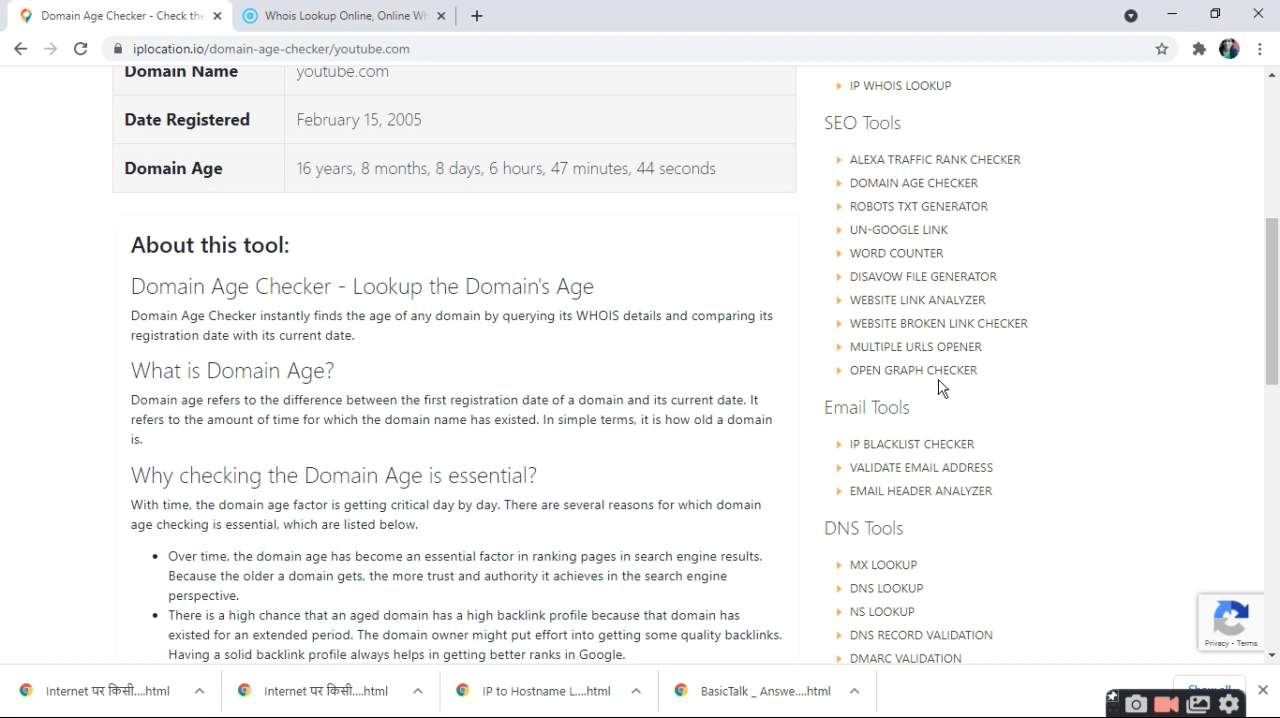 Domain Age Checker - Check the
Whois Lookup Online, Online Wh
iplocation.io/domain-age-checker/youtube.com
Domain Name youtube.com
Date Registered February 15, 2005
Domain Age 16 years, 8 months, 8 days, 6 hours, 47 minutes, 44 seconds
About this tool:
Domain Age Checker - Lookup the Domain's Age
Domain Age Checker instantly finds the age of any domain by querying its WHOIS details and comparing its
registration date with its current date.
What is Domain Age?
Domain age refers to the difference between the first registration date of a domain and its current date. It
refers to the amount of time for which the domain name has existed. In simple terms, it is how old a domain
is.
Why checking the Domain Age is essential?
With time, the domain age factor is getting critical day by day. There are several reasons for which domain
age checking is essential, which are listed below.
Over time, the domain age has become an essential factor in ranking pages in search engine results.
Because the older a domain gets, the more trust and authority it achieves in the search engine
perspective.
There is a high chance that an aged domain has a high backlink profile because that domain has
existed for an extended period. The domain owner might put effort into getting some quality backlinks.
Having a solid backlink profile always helps in getting better results in Google.
IP WHOIS LOOKUP
SEO Tools
ALEXA TRAFFIC RANK CHECKER
DOMAIN AGE CHECKER
ROBOTS TXT GENERATOR
UN-GOOGLE LINK
WORD COUNTER
DISAVOW FILE GENERATOR
WEBSITE LINK ANALYZER
WEBSITE BROKEN LINK CHECKER
MULTIPLE URLS OPENER
OPEN GRAPH CHECKER
Email Tools
IP BLACKLIST CHECKER
VALIDATE EMAIL ADDRESS
EMAIL HEADER ANALYZER
DNS Tools
MX LOOKUP
DNS LOOKUP
NS LOOKUP
DNS RECORD VALIDATION
DMARC VALIDATION
Privacy - Terms
Internet पर किसी....html
Internet पर किसी....html
IP to Hostname L....html
BasicTalk _ Answe....html
Show all